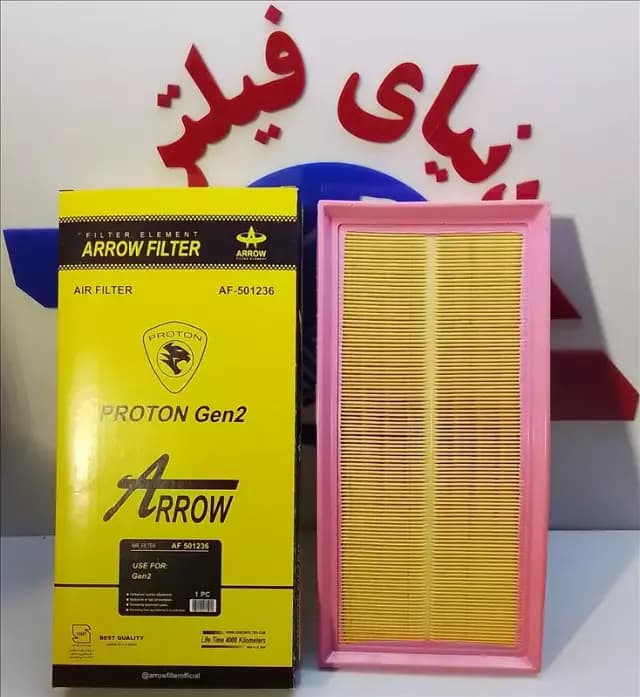 دنیای فیلتر
FILTER ELEMENT
ARROW FILTER
ARROW
AIR FILTER
AF-501236
PROTON
PROTON Gen2
ARROW
AIR FILTER AF 501236
USE FOR:
Gen2
1 PC
BEST QUALITY
Life Time 4000 Kilometers
@arrowfilterofficial